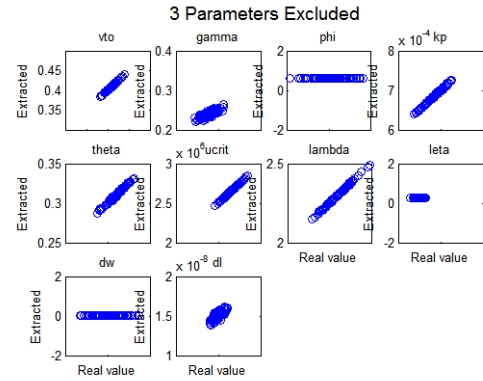 3 Parameters Excluded
vto
gamma
phi
x 10⁻⁴ kp
Extracted
0.45
0.4
0.35
Extracted
0.4
0.3
0.2
Extracted
2
0
-2
Extracted
8
7
6
theta
x 10⁶ ucrit
lambda
leta
Extracted
0.35
0.3
0.25
Extracted
3
2.5
2
Extracted
2.5
2
Extracted
2
0
-2
Real value
Real value
dw
x 10⁻⁸ dl
Extracted
2
0
-2
Extracted
2
1.5
1
Real value
Real value